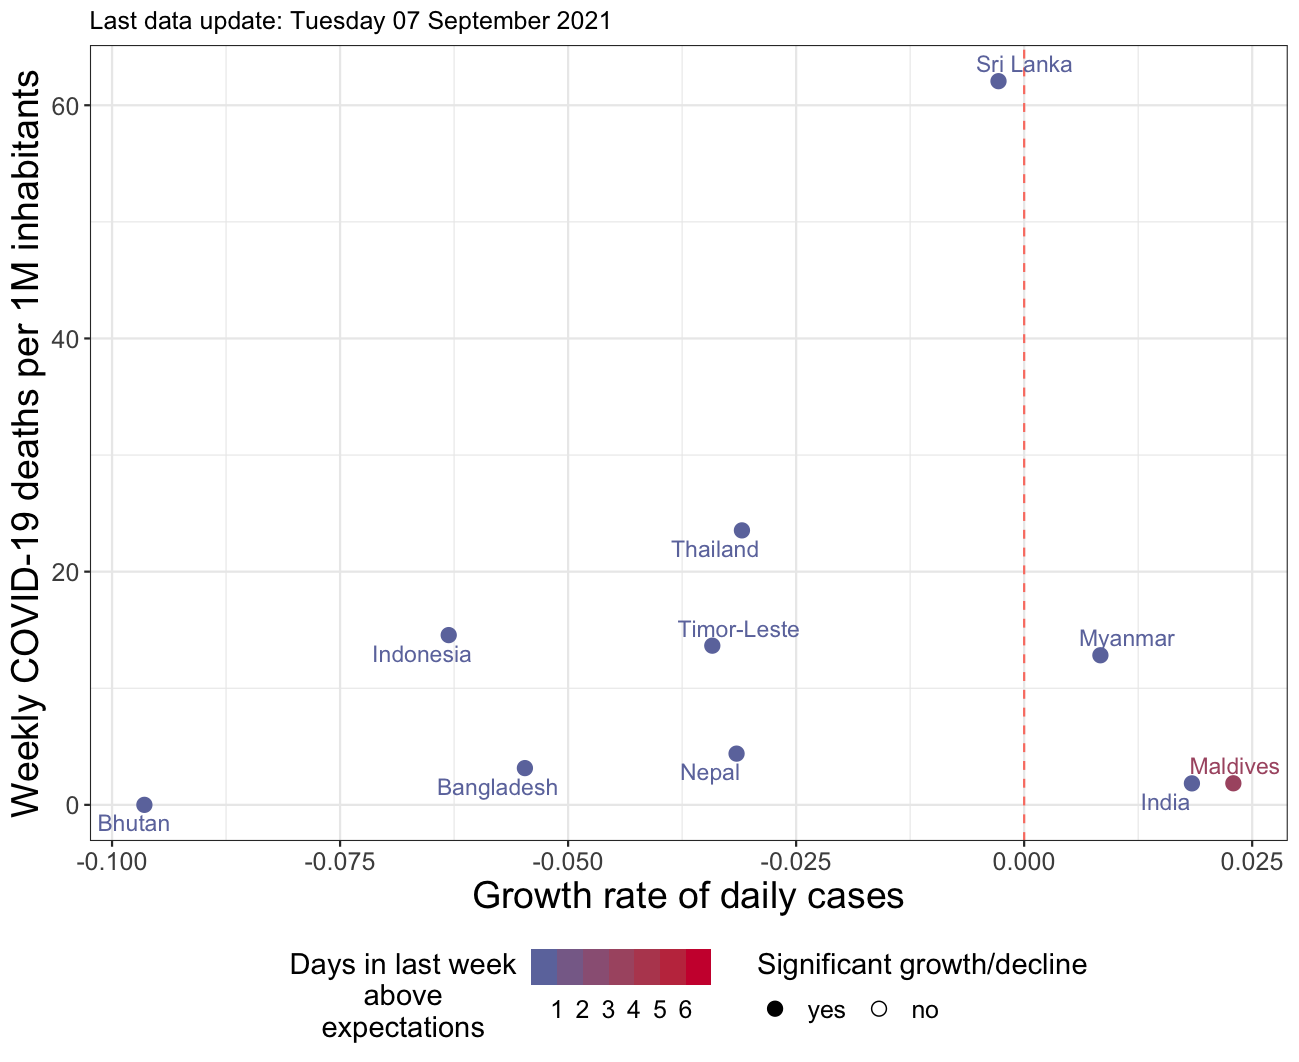 Last data update: Tuesday 07 September 2021
Weekly COVID-19 deaths per 1M inhabitants
60
40
20
0
Sri Lanka
Thailand
Timor-Leste
Indonesia
Myanmar
Nepal
Bangladesh
Maldives
India
Bhutan
-0.100
-0.075
-0.050
-0.025
0.000
0.025
Growth rate of daily cases
Days in last week
above
expectations
1 2 3 4 5 6
Significant growth/decline
yes no